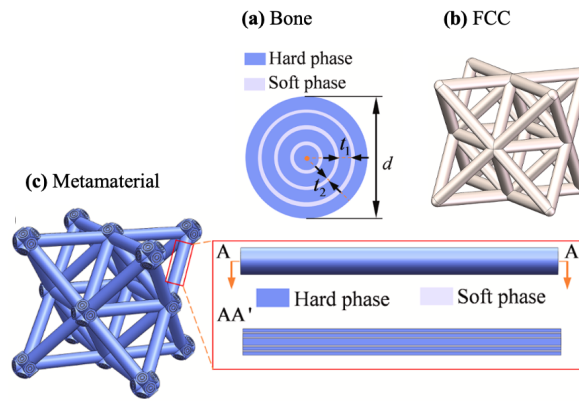 (a) Bone
Hard phase
Soft phase
t1
t2
d
(b) FCC
(c) Metamaterial
A
A
Hard phase
Soft phase
AA'